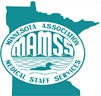 MINNESOTA ASSOCIATION
MAMSS
MEDICAL STAFF SERVICES